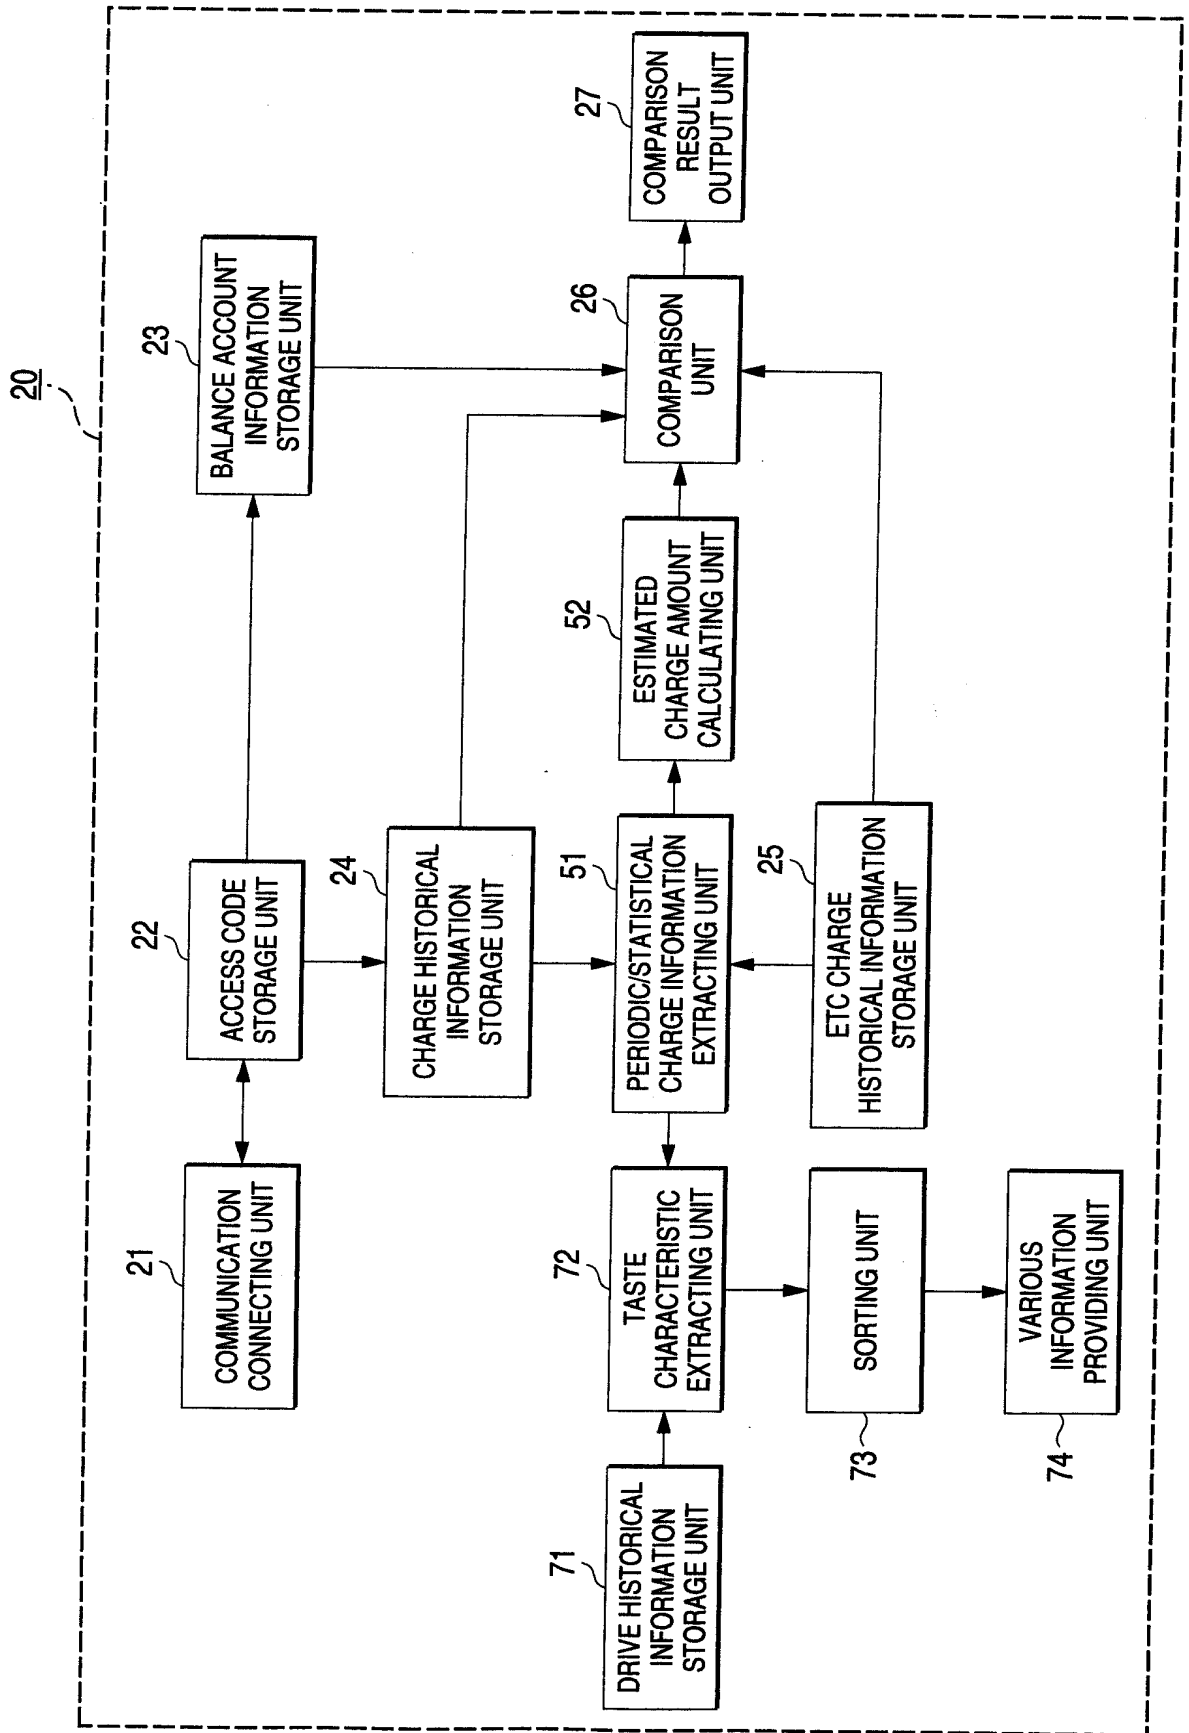 20
21
COMMUNICATION
CONNECTING UNIT
22
ACCESS CODE
STORAGE UNIT
23
BALANCE ACCOUNT
INFORMATION
STORAGE UNIT
24
CHARGE HISTORICAL
INFORMATION
STORAGE UNIT
71
DRIVE HISTORICAL
INFORMATION
STORAGE UNIT
72
TASTE
CHARACTERISTIC
EXTRACTING UNIT
51
PERIODIC/STATISTICAL
CHARGE INFORMATION
EXTRACTING UNIT
52
ESTIMATED
CHARGE AMOUNT
CALCULATING UNIT
26
COMPARISON
UNIT
27
COMPARISON
RESULT
OUTPUT UNIT
73
SORTING UNIT
25
ETC CHARGE
HISTORICAL INFORMATION
STORAGE UNIT
74
VARIOUS
INFORMATION
PROVIDING UNIT